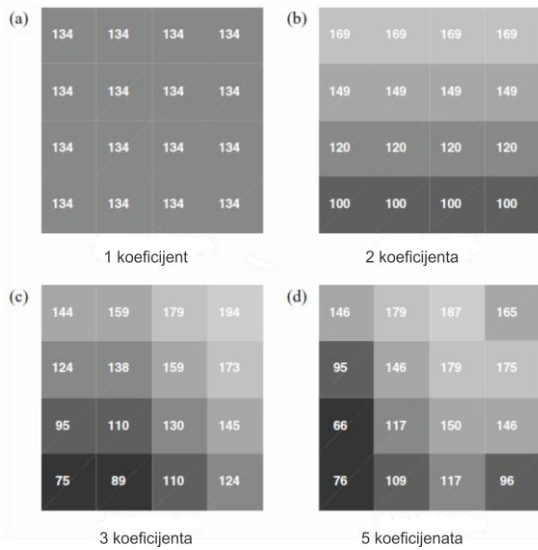 (a)
134 134 134 134
134 134 134 134
134 134 134 134
134 134 134 134
1 koeficijent
(b)
169 169 169 169
149 149 149 149
120 120 120 120
100 100 100 100
2 koeficijenta
(c)
144 159 179 194
124 138 159 173
95 110 130 145
75 89 110 124
3 koeficijenta
(d)
146 179 187 165
95 146 179 175
66 117 150 146
76 109 117 96
5 koeficijenata